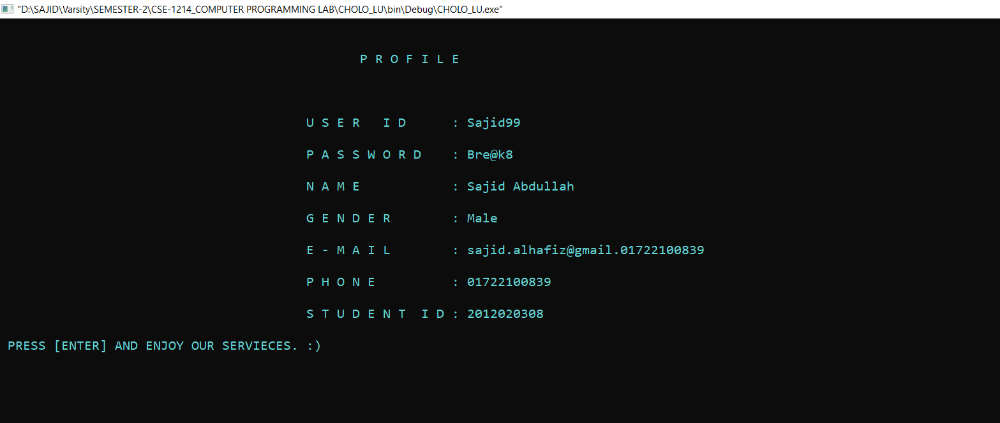 "D:\SAJID\Varsity\SEMESTER-2\CSE-1214_COMPUTER PROGRAMMING LAB\CHOLO_LU\bin\Debug\CHOLO_LU.exe"
P R O F I L E
U S E R   I D      : Sajid99
P A S S W O R D    : Bre@k8
N A M E            : Sajid Abdullah
G E N D E R        : Male
E - M A I L        : sajid.alhafiz@gmail.01722100839
P H O N E          : 01722100839
S T U D E N T  I D : 2012020308
PRESS [ENTER] AND ENJOY OUR SERVIECES. :)